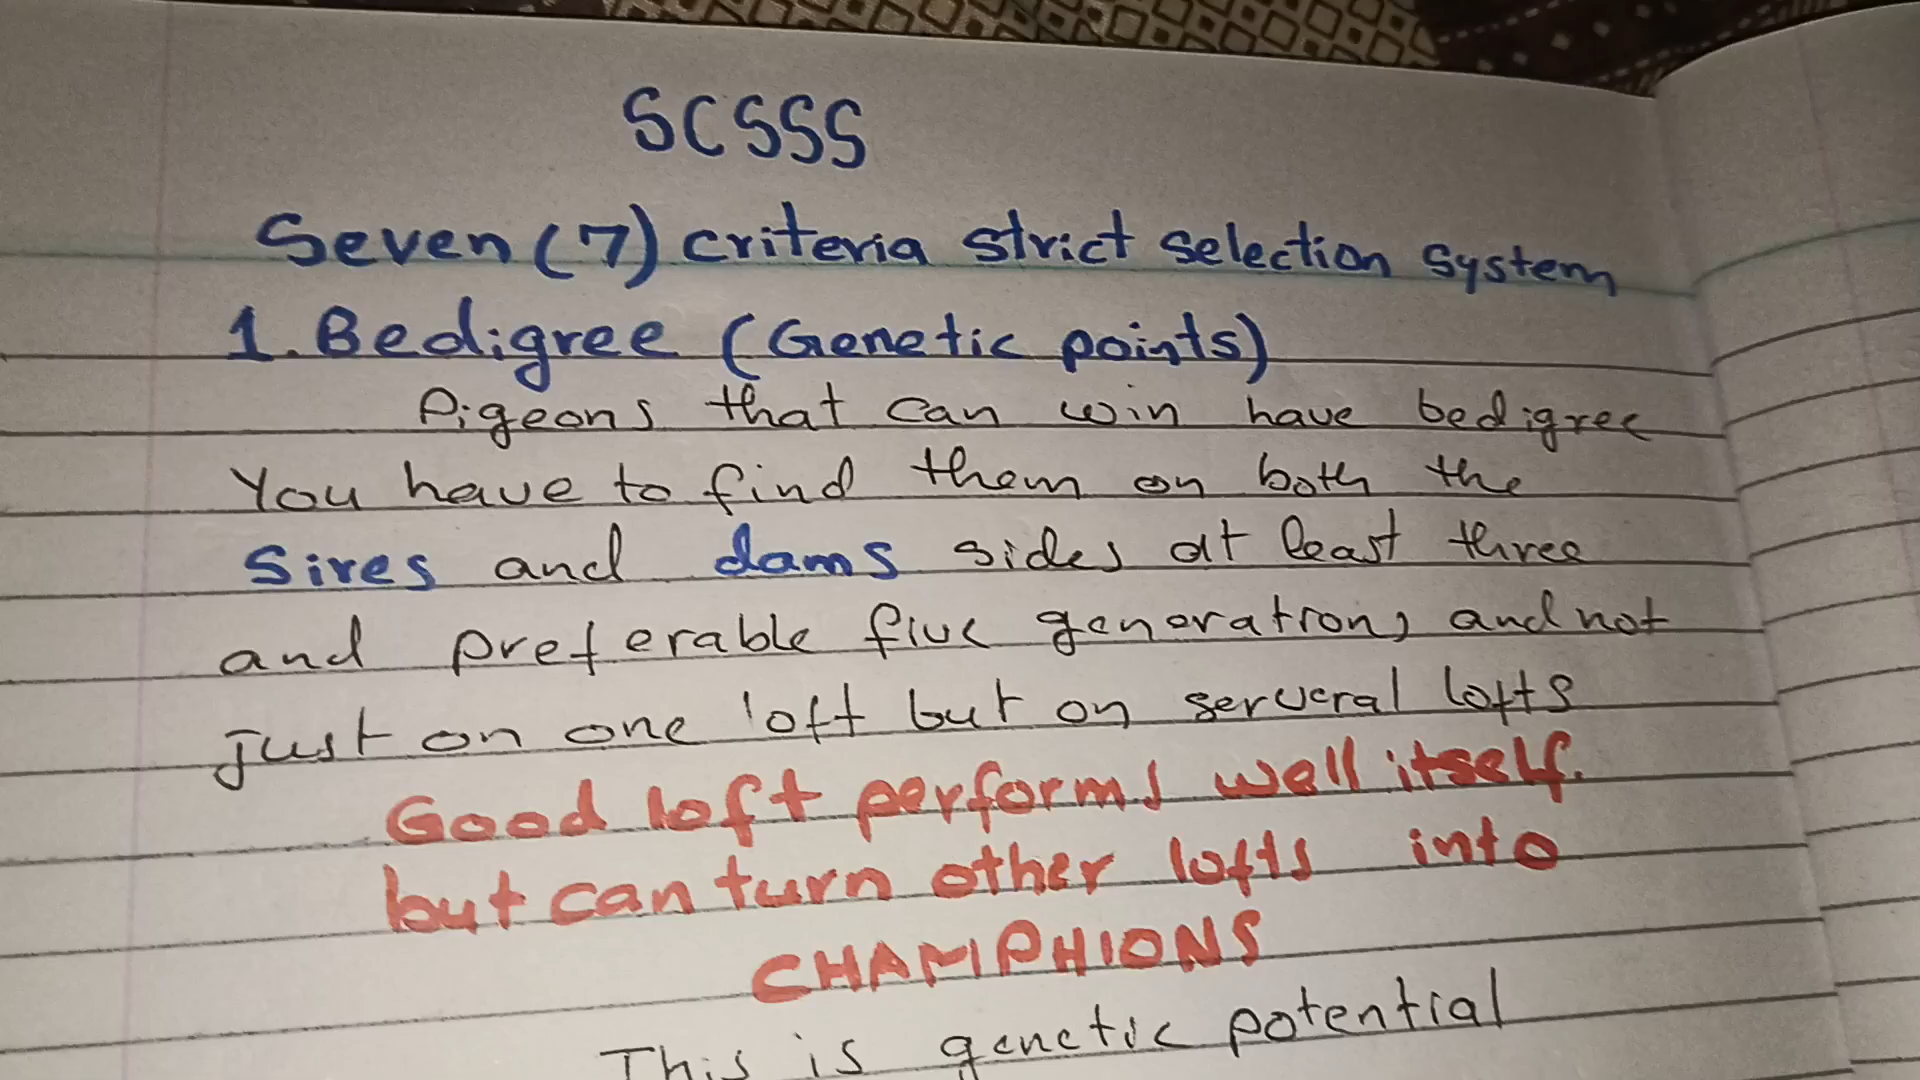 SCSSS
Seven (7) criteria strict selection system
1. Bedigree (Genetic points)
Pigeons that can win have bedigree
You have to find them on both the
Sires and dams sides at least three
and preferable five generations and not
just on one loft but on serveral lofts
Good loft performs well itself.
but can turn other lofts into
CHAMPHIONS
This is genetic potential